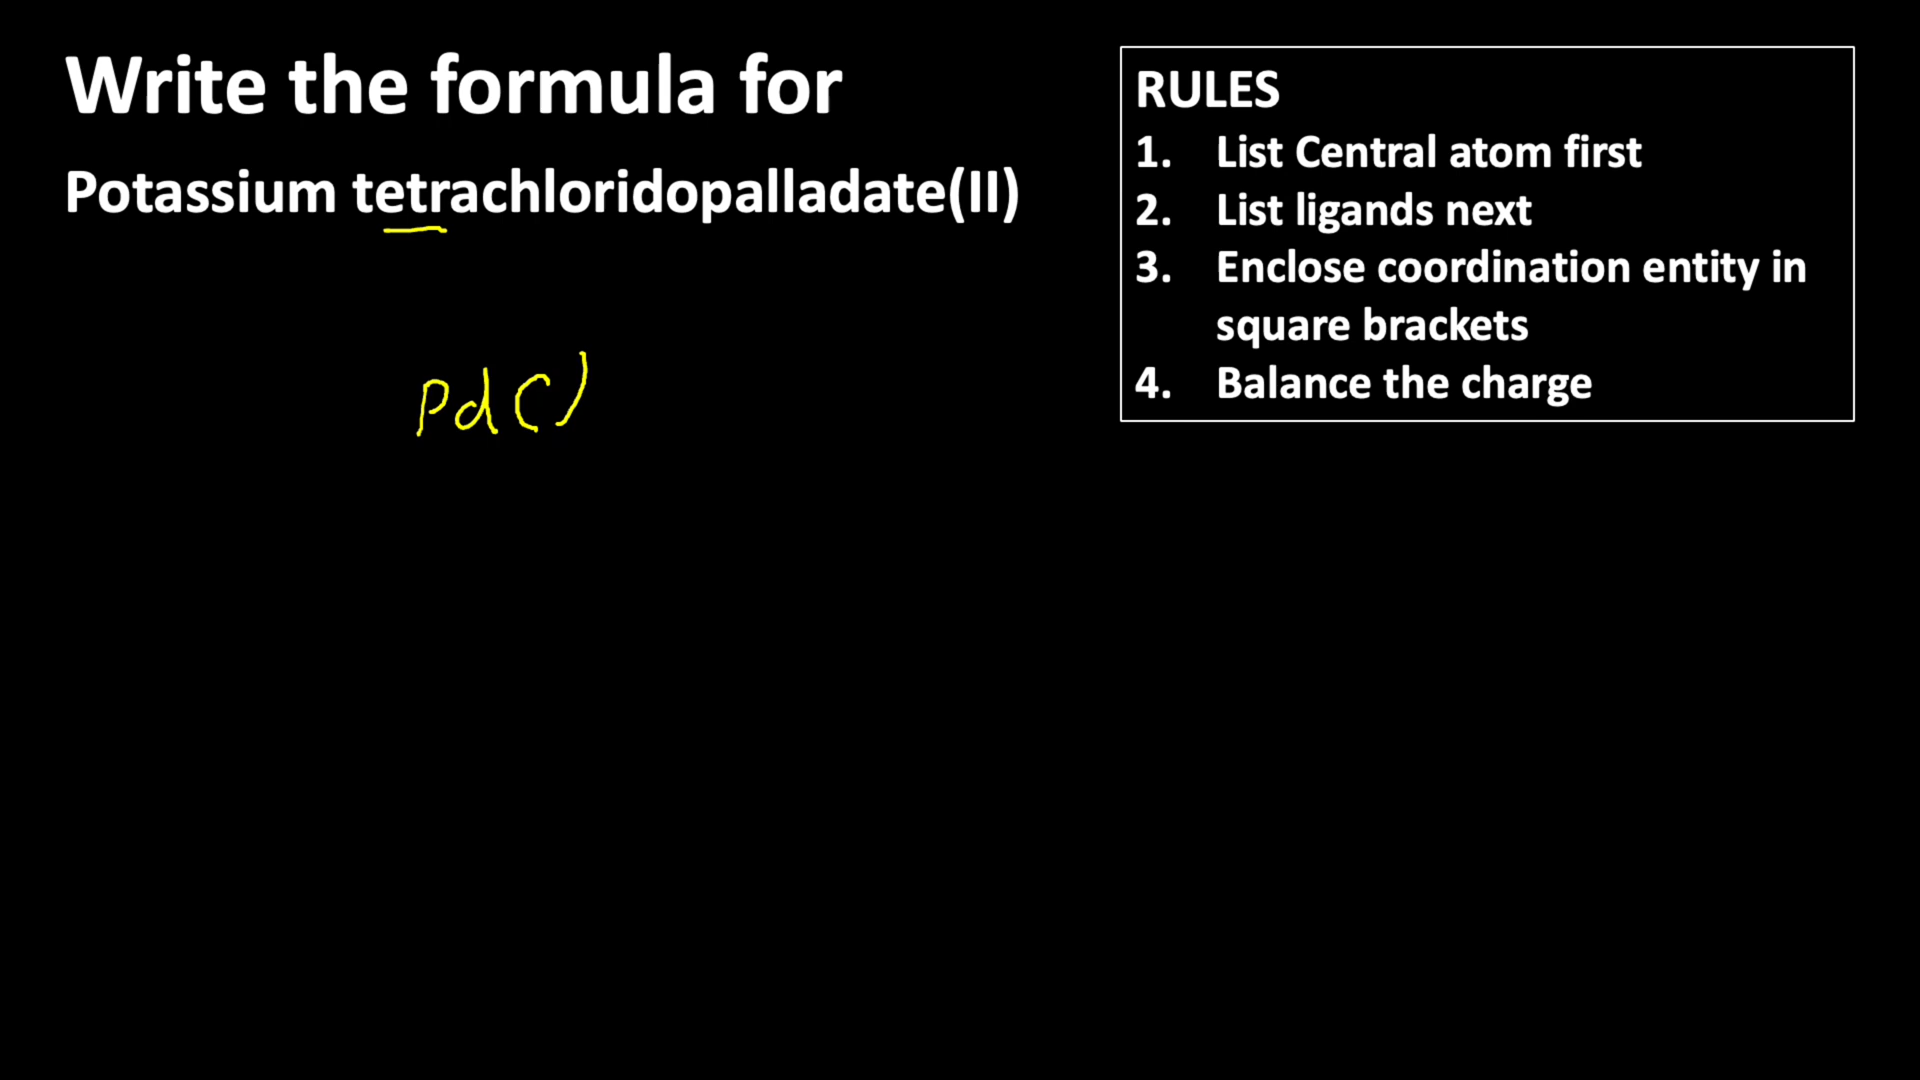 Write the formula for
Potassium tetrachloridopalladate(II)
PdCl
RULES
1. List Central atom first
2. List ligands next
3. Enclose coordination entity in
square brackets
4. Balance the charge